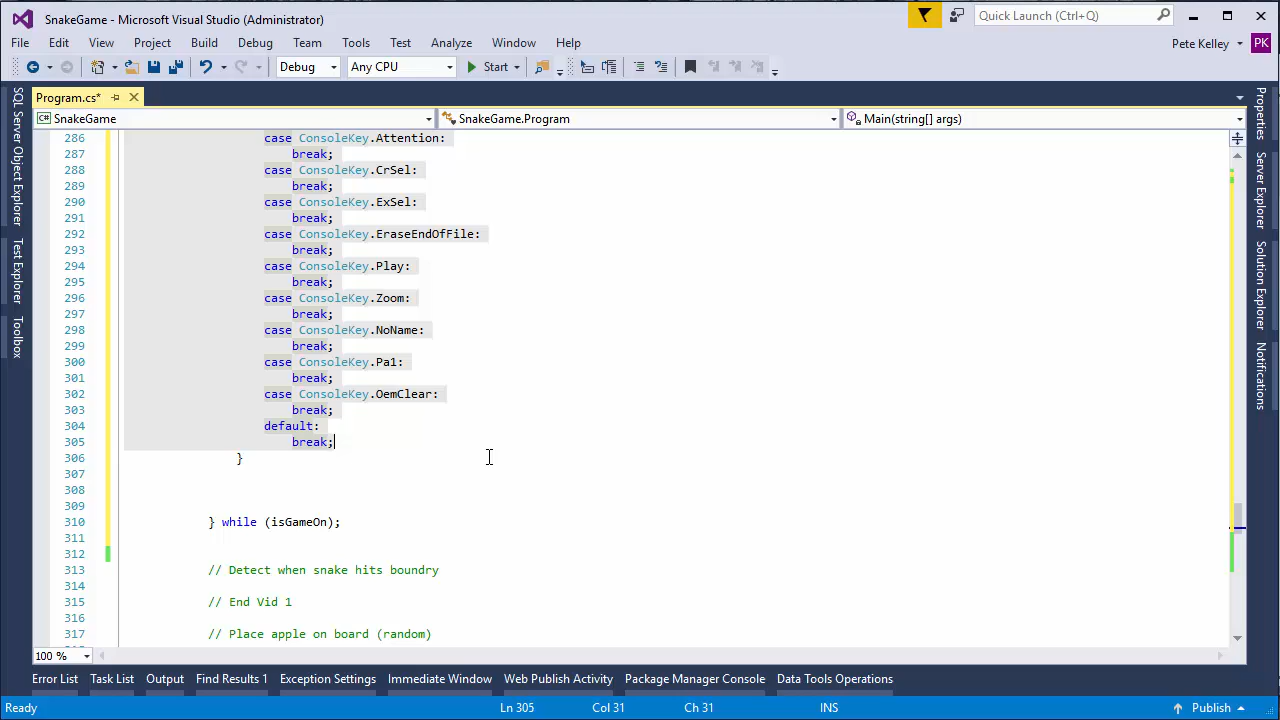 SnakeGame - Microsoft Visual Studio (Administrator)
Quick Launch (Ctrl+Q)
File Edit View Project Build Debug Team Tools Test Analyze Window Help
Pete Kelley PK
Debug Any CPU Start
Program.cs*
C# SnakeGame
SnakeGame.Program
Main(string[] args)
286 case ConsoleKey.Attention:
287 break;
288 case ConsoleKey.CrSel:
289 break;
290 case ConsoleKey.ExSel:
291 break;
292 case ConsoleKey.EraseEndOfFile:
293 break;
294 case ConsoleKey.Play:
295 break;
296 case ConsoleKey.Zoom:
297 break;
298 case ConsoleKey.NoName:
299 break;
300 case ConsoleKey.Pa1:
301 break;
302 case ConsoleKey.OemClear:
303 break;
304 default:
305 break;
306 }
307
308
309
310 } while (isGameOn);
311
312
313 // Detect when snake hits boundry
314
315 // End Vid 1
316
317 // Place apple on board (random)
SQL Server Object Explorer
Test Explorer
Toolbox
Properties
Server Explorer
Solution Explorer
Notifications
100 %
Error List Task List Output Find Results 1 Exception Settings Immediate Window Web Publish Activity Package Manager Console Data Tools Operations
Ready Ln 305 Col 31 Ch 31 INS Publish